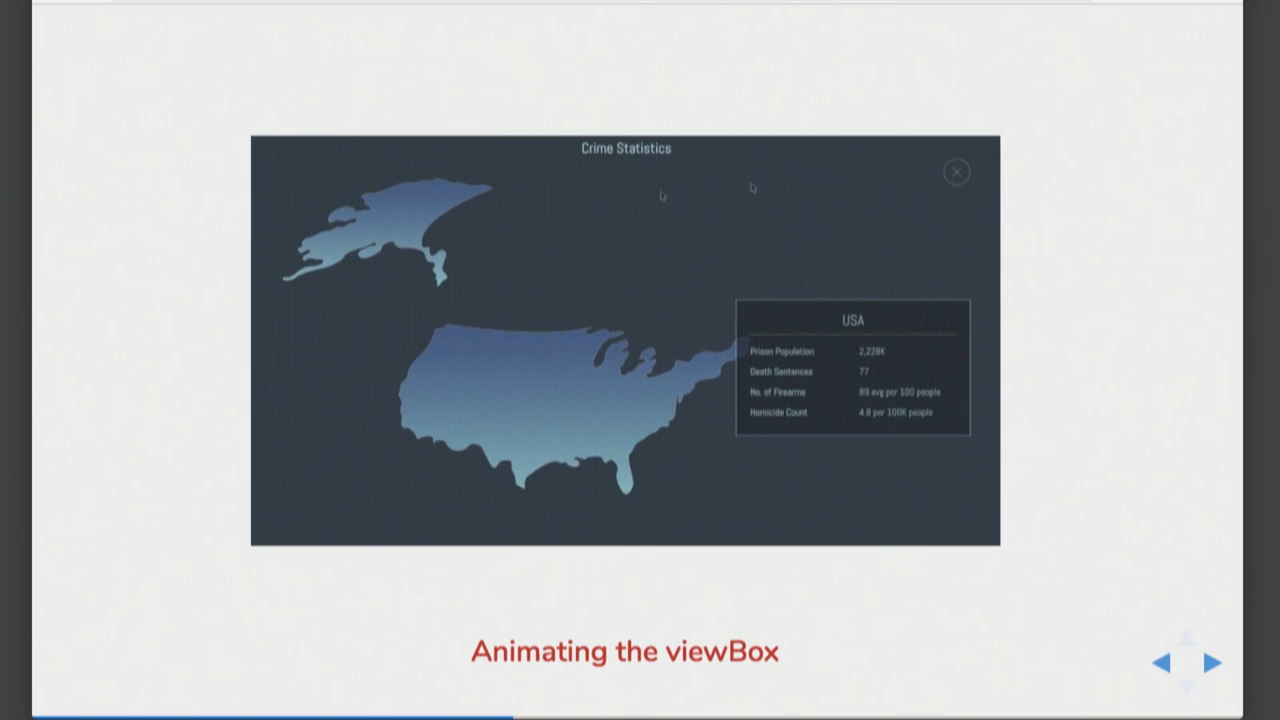 Crime Statistics
USA
Prison Population 2,228K
Death Sentences 77
No. of Firearms 89 avg per 100 people
Homicide Count 4.8 per 100K people
Animating the viewBox